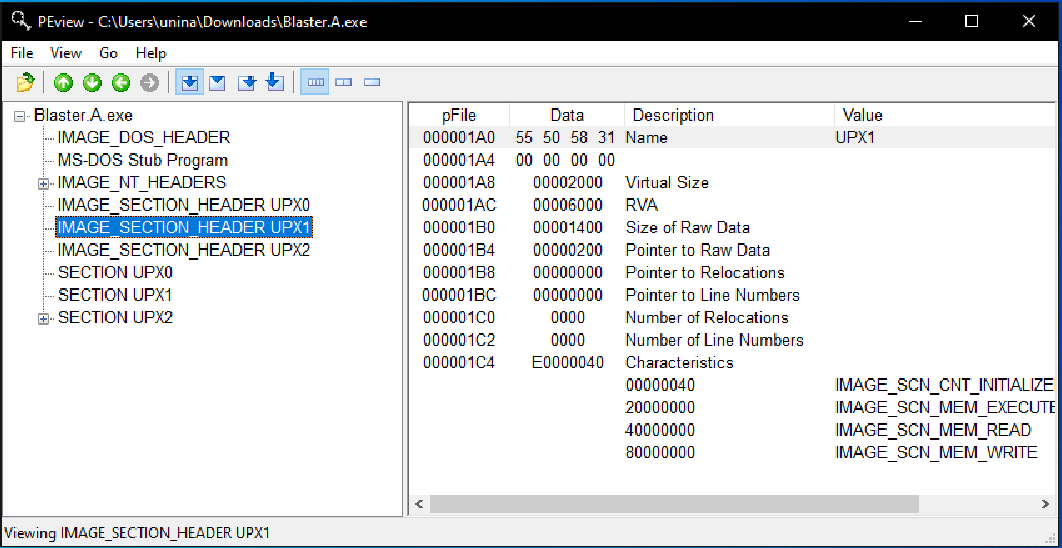 PEview - C:\Users\unina\Downloads\Blaster.A.exe
File View Go Help
Blaster.A.exe
IMAGE_DOS_HEADER
MS-DOS Stub Program
IMAGE_NT_HEADERS
IMAGE_SECTION_HEADER UPX0
IMAGE_SECTION_HEADER UPX1
IMAGE_SECTION_HEADER UPX2
SECTION UPX0
SECTION UPX1
SECTION UPX2
pFile Data Description Value
000001A0 55 50 58 31 Name UPX1
000001A4 00 00 00 00
000001A8 00002000 Virtual Size
000001AC 00006000 RVA
000001B0 00001400 Size of Raw Data
000001B4 00000200 Pointer to Raw Data
000001B8 00000000 Pointer to Relocations
000001BC 00000000 Pointer to Line Numbers
000001C0 0000 Number of Relocations
000001C2 0000 Number of Line Numbers
000001C4 E0000040 Characteristics
00000040 IMAGE_SCN_CNT_INITIALIZE
20000000 IMAGE_SCN_MEM_EXECUTE
40000000 IMAGE_SCN_MEM_READ
80000000 IMAGE_SCN_MEM_WRITE
Viewing IMAGE_SECTION_HEADER UPX1